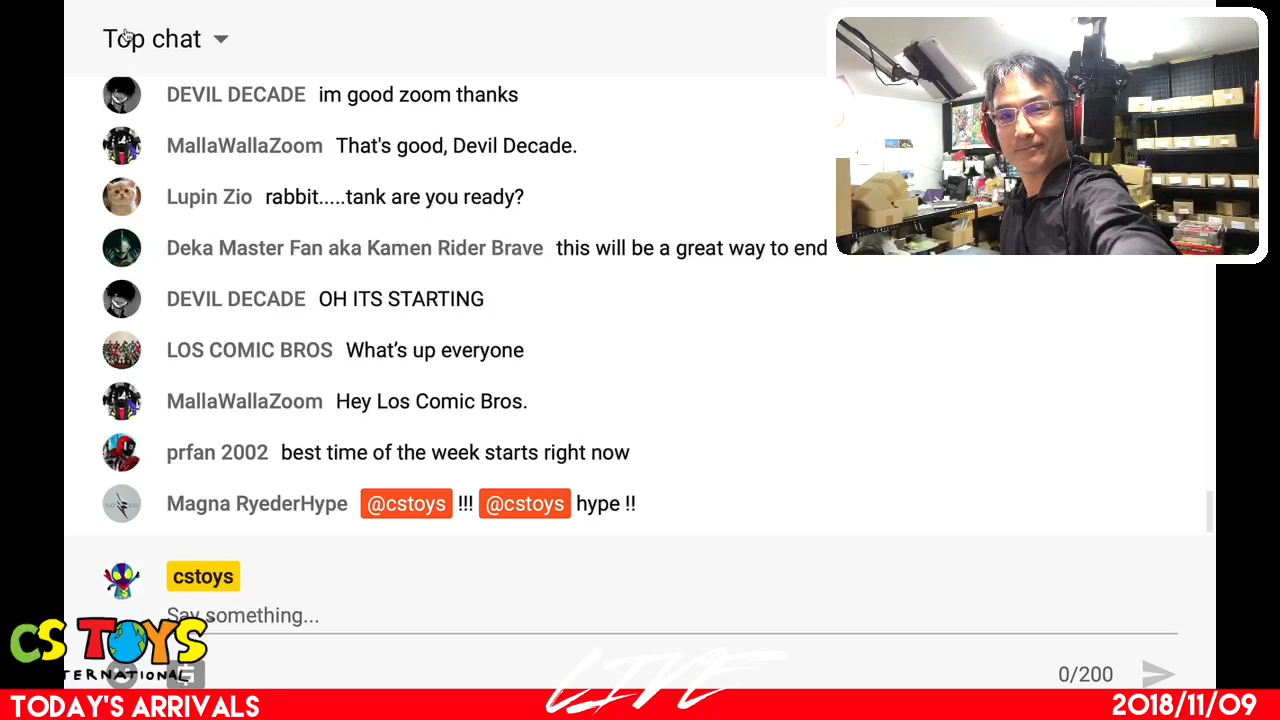 Top chat
DEVIL DECADE im good zoom thanks
MallaWallaZoom That's good, Devil Decade.
Lupin Zio rabbit.....tank are you ready?
Deka Master Fan aka Kamen Rider Brave this will be a great way to end
DEVIL DECADE OH ITS STARTING
LOS COMIC BROS What’s up everyone
MallaWallaZoom Hey Los Comic Bros.
prfan 2002 best time of the week starts right now
Magna RyederHype @cstoys !!! @cstoys hype !!
cstoys
Say something...
CS TOYS
TERNATIONAL
0/200
LIVE
TODAY'S ARRIVALS
2018/11/09